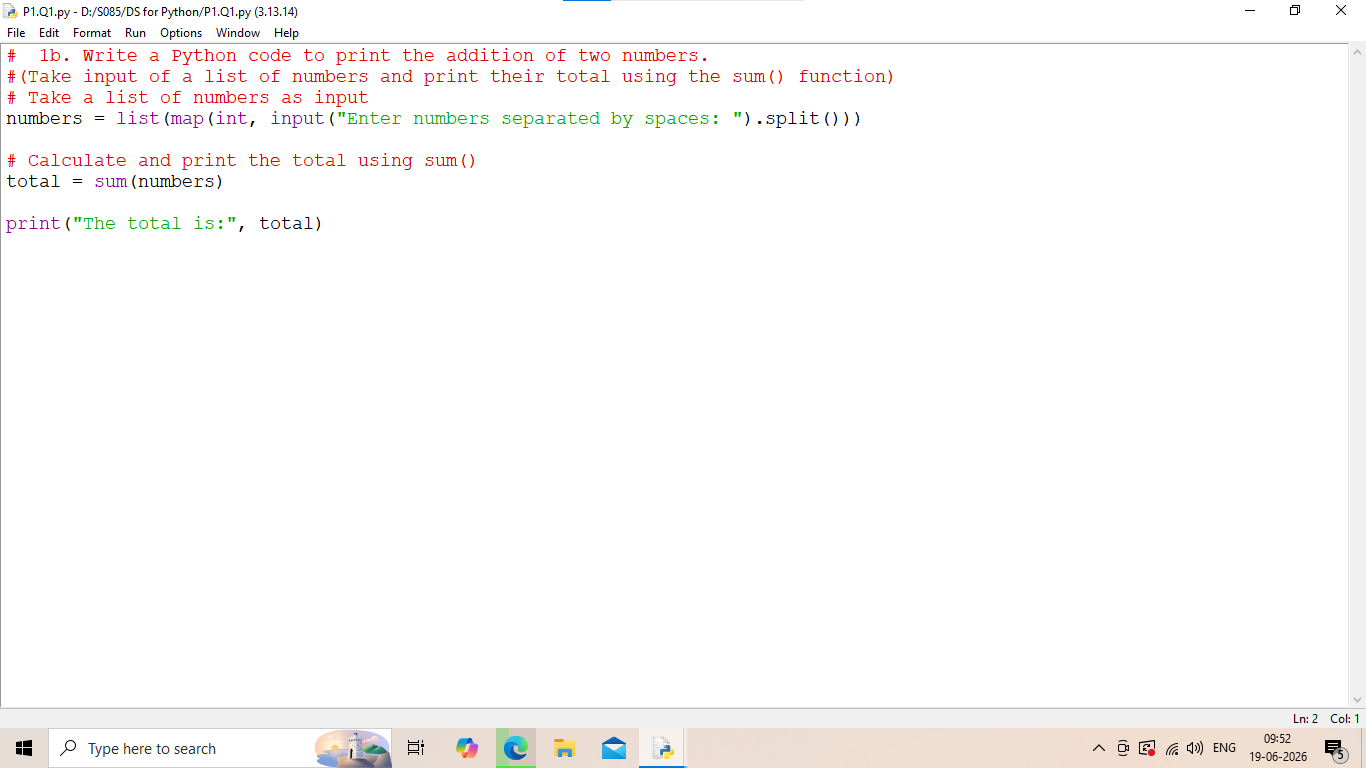 P1.Q1.py - D:/S085/DS for Python/P1.Q1.py (3.13.14)
File Edit Format Run Options Window Help
#  1b. Write a Python code to print the addition of two numbers.
#(Take input of a list of numbers and print their total using the sum() function)
# Take a list of numbers as input
numbers = list(map(int, input("Enter numbers separated by spaces: ").split()))
# Calculate and print the total using sum()
total = sum(numbers)
print("The total is:", total)
Ln: 2 Col: 1
Type here to search
ENG
09:52
19-06-2026
5